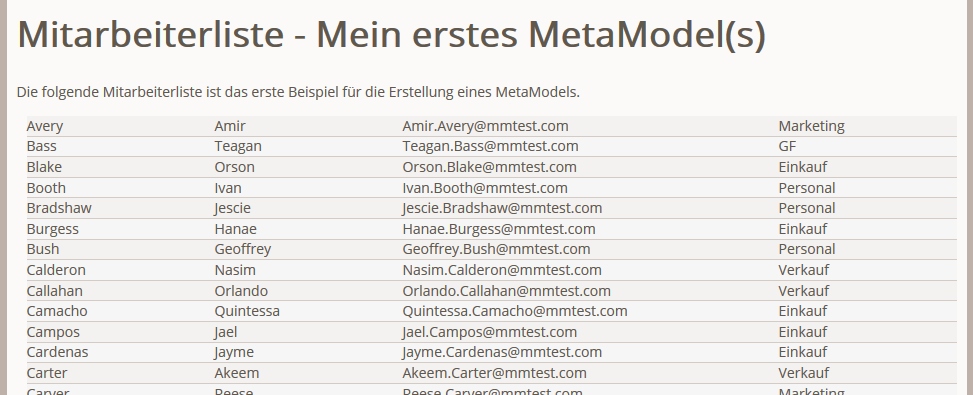 Mitarbeiterliste - Mein erstes MetaModel(s)
Die folgende Mitarbeiterliste ist das erste Beispiel für die Erstellung eines MetaModels.
Avery Amir Amir.Avery@mmtest.com Marketing
Bass Teagan Teagan.Bass@mmtest.com GF
Blake Orson Orson.Blake@mmtest.com Einkauf
Booth Ivan Ivan.Booth@mmtest.com Personal
Bradshaw Jescie Jescie.Bradshaw@mmtest.com Personal
Burgess Hanae Hanae.Burgess@mmtest.com Einkauf
Bush Geoffrey Geoffrey.Bush@mmtest.com Personal
Calderon Nasim Nasim.Calderon@mmtest.com Verkauf
Callahan Orlando Orlando.Callahan@mmtest.com Verkauf
Camacho Quintessa Quintessa.Camacho@mmtest.com Einkauf
Campos Jael Jael.Campos@mmtest.com Einkauf
Cardenas Jayme Jayme.Cardenas@mmtest.com Einkauf
Carter Akeem Akeem.Carter@mmtest.com Verkauf
Carver Reese Reese.Carver@mmtest.com Marketing